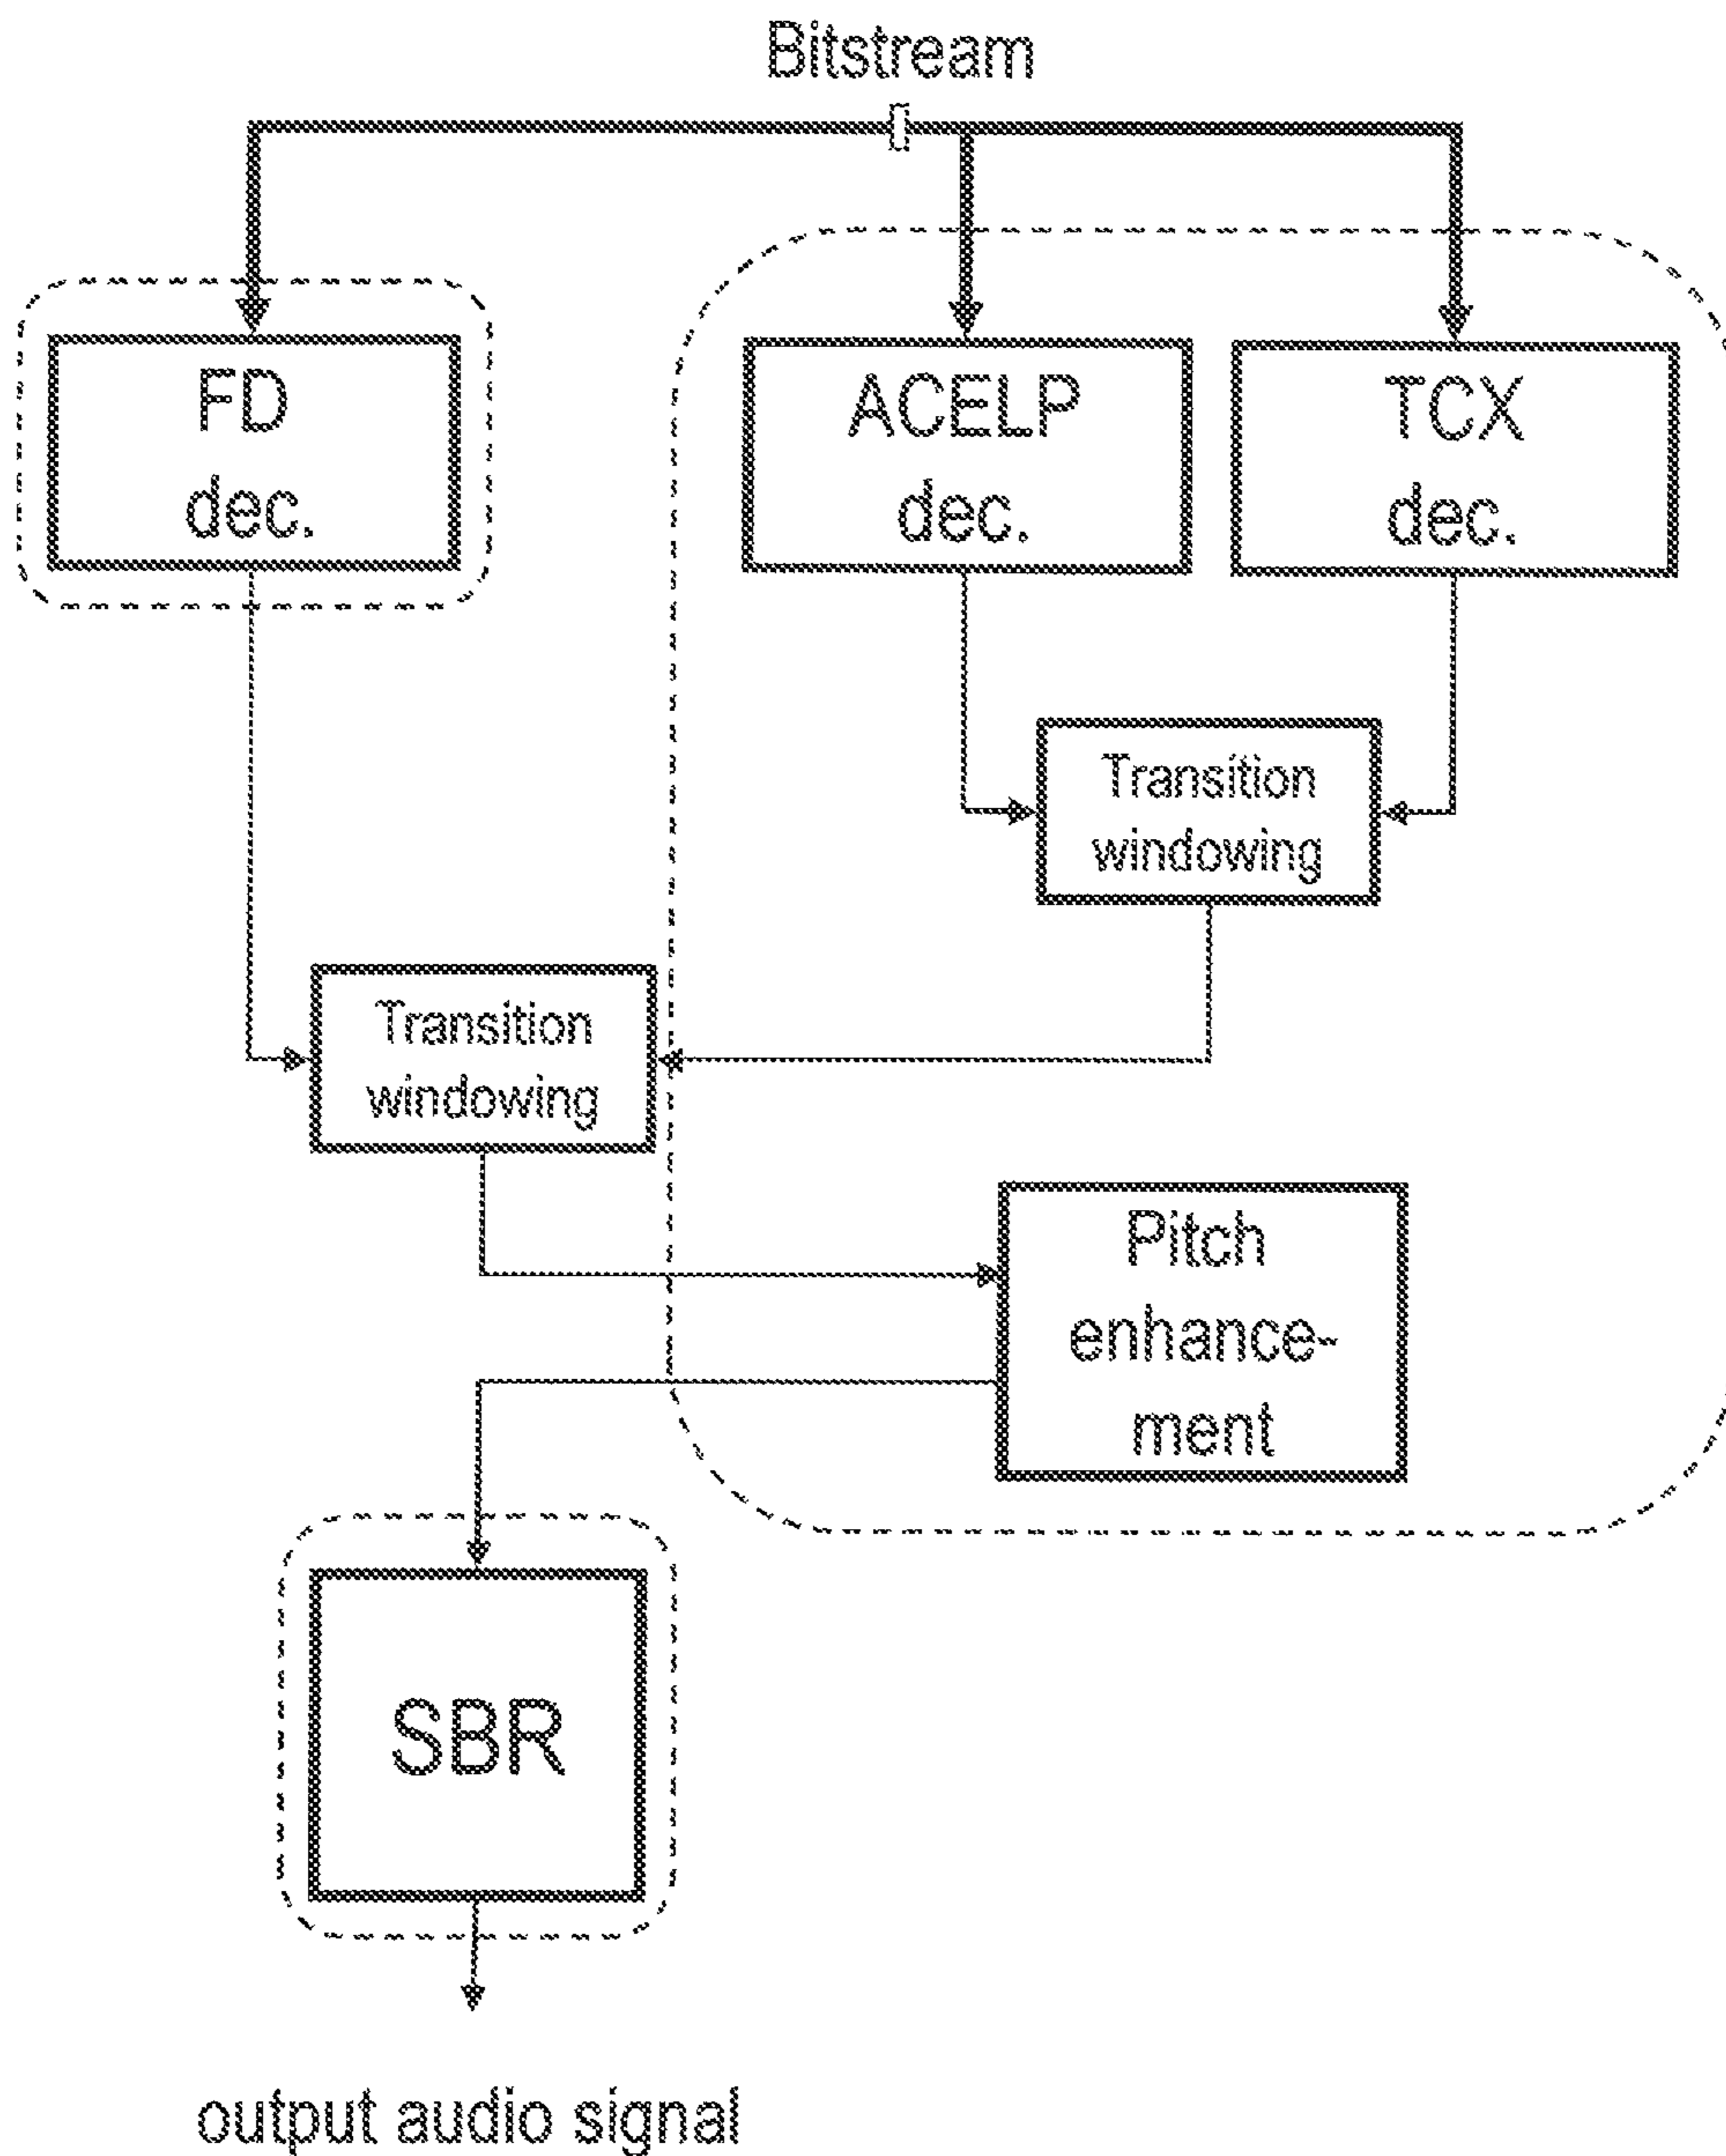 Bitstream
FD
dec.
ACELP
dec.
TCX
dec.
Transition
windowing
Transition
windowing
Pitch
enhance-
ment
SBR
output audio signal